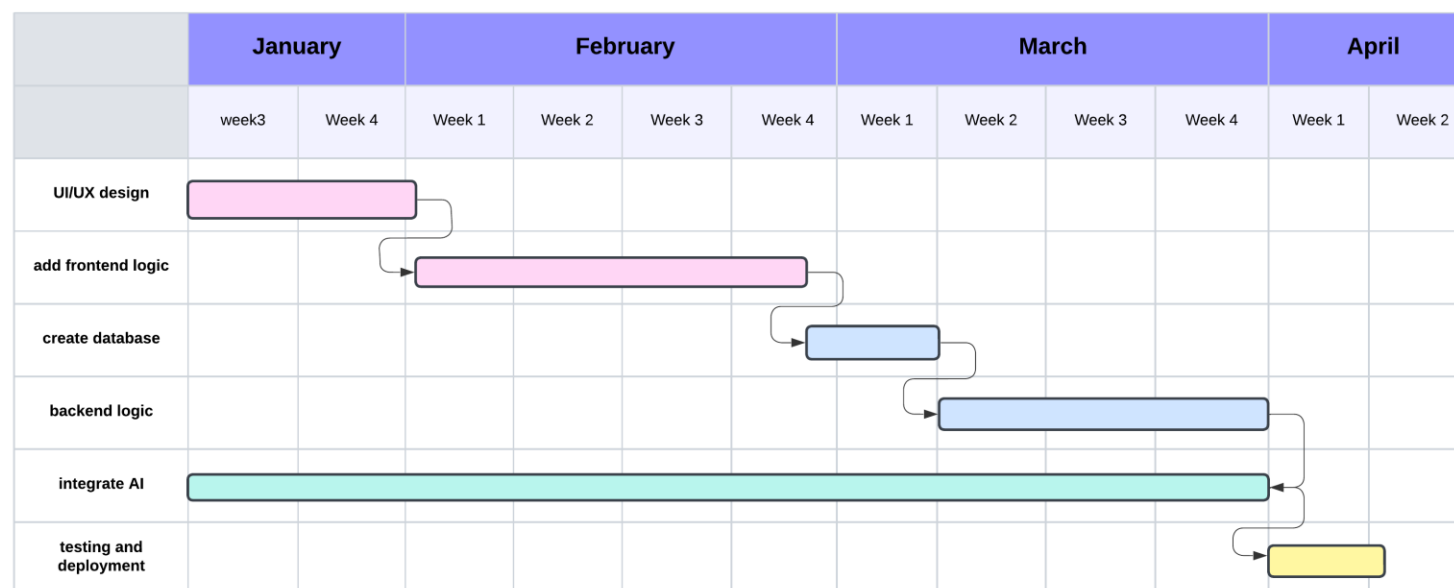 January
February
March
April
week3
Week 4
Week 1
Week 2
Week 3
Week 4
Week 1
Week 2
Week 3
Week 4
Week 1
Week 2
UI/UX design
add frontend logic
create database
backend logic
integrate AI
testing and
deployment